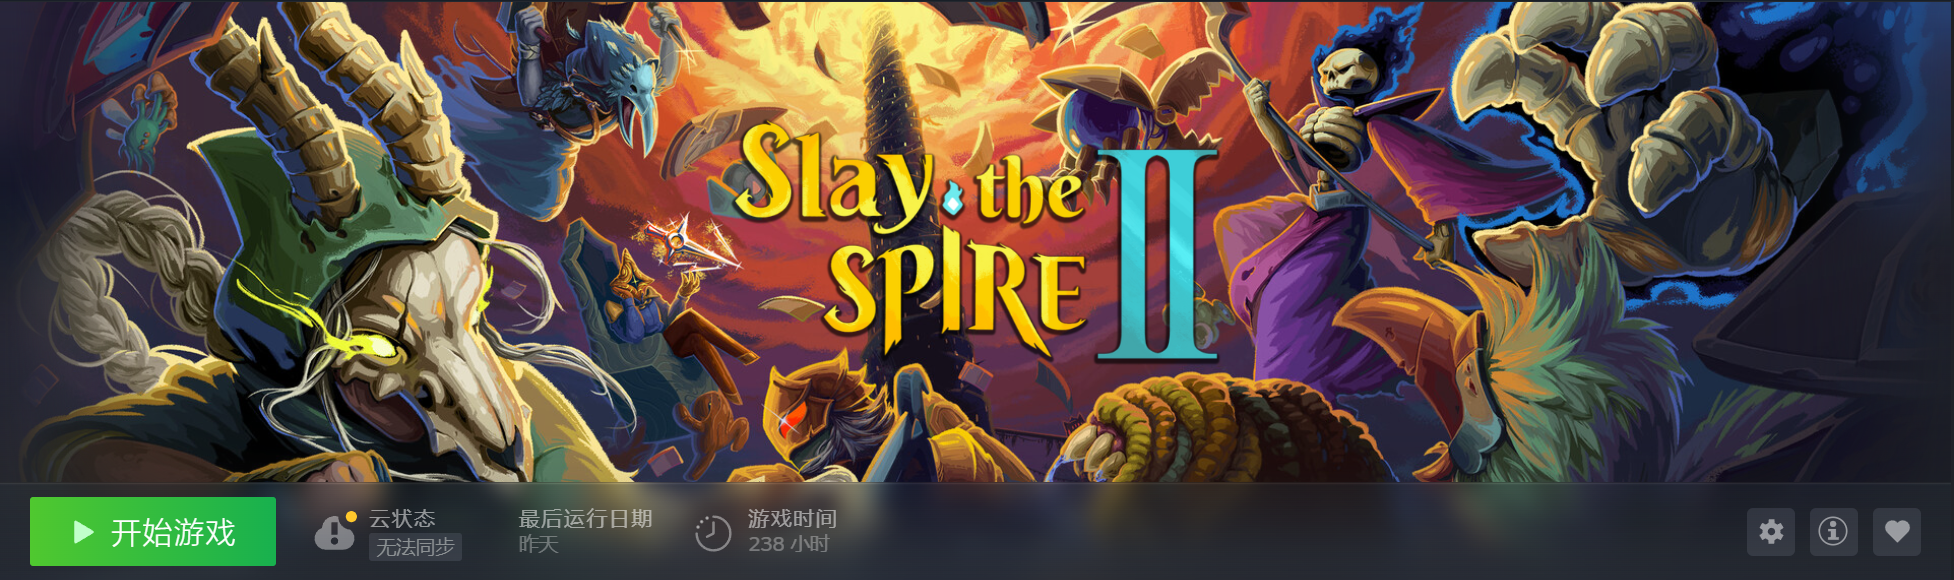 Slay the
SPIRE II
开始游戏
云状态
无法同步
最后运行日期
昨天
游戏时间
238 小时